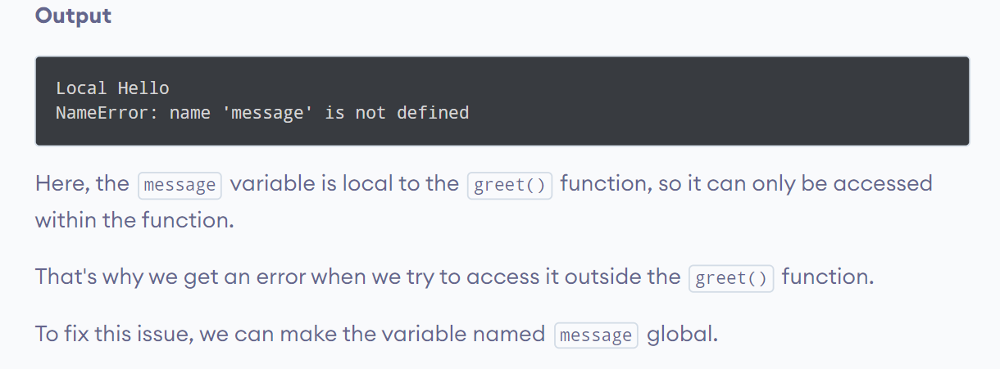 Output
Local Hello
NameError: name 'message' is not defined
Here, the message variable is local to the greet() function, so it can only be accessed
within the function.
That's why we get an error when we try to access it outside the greet() function.
To fix this issue, we can make the variable named message global.